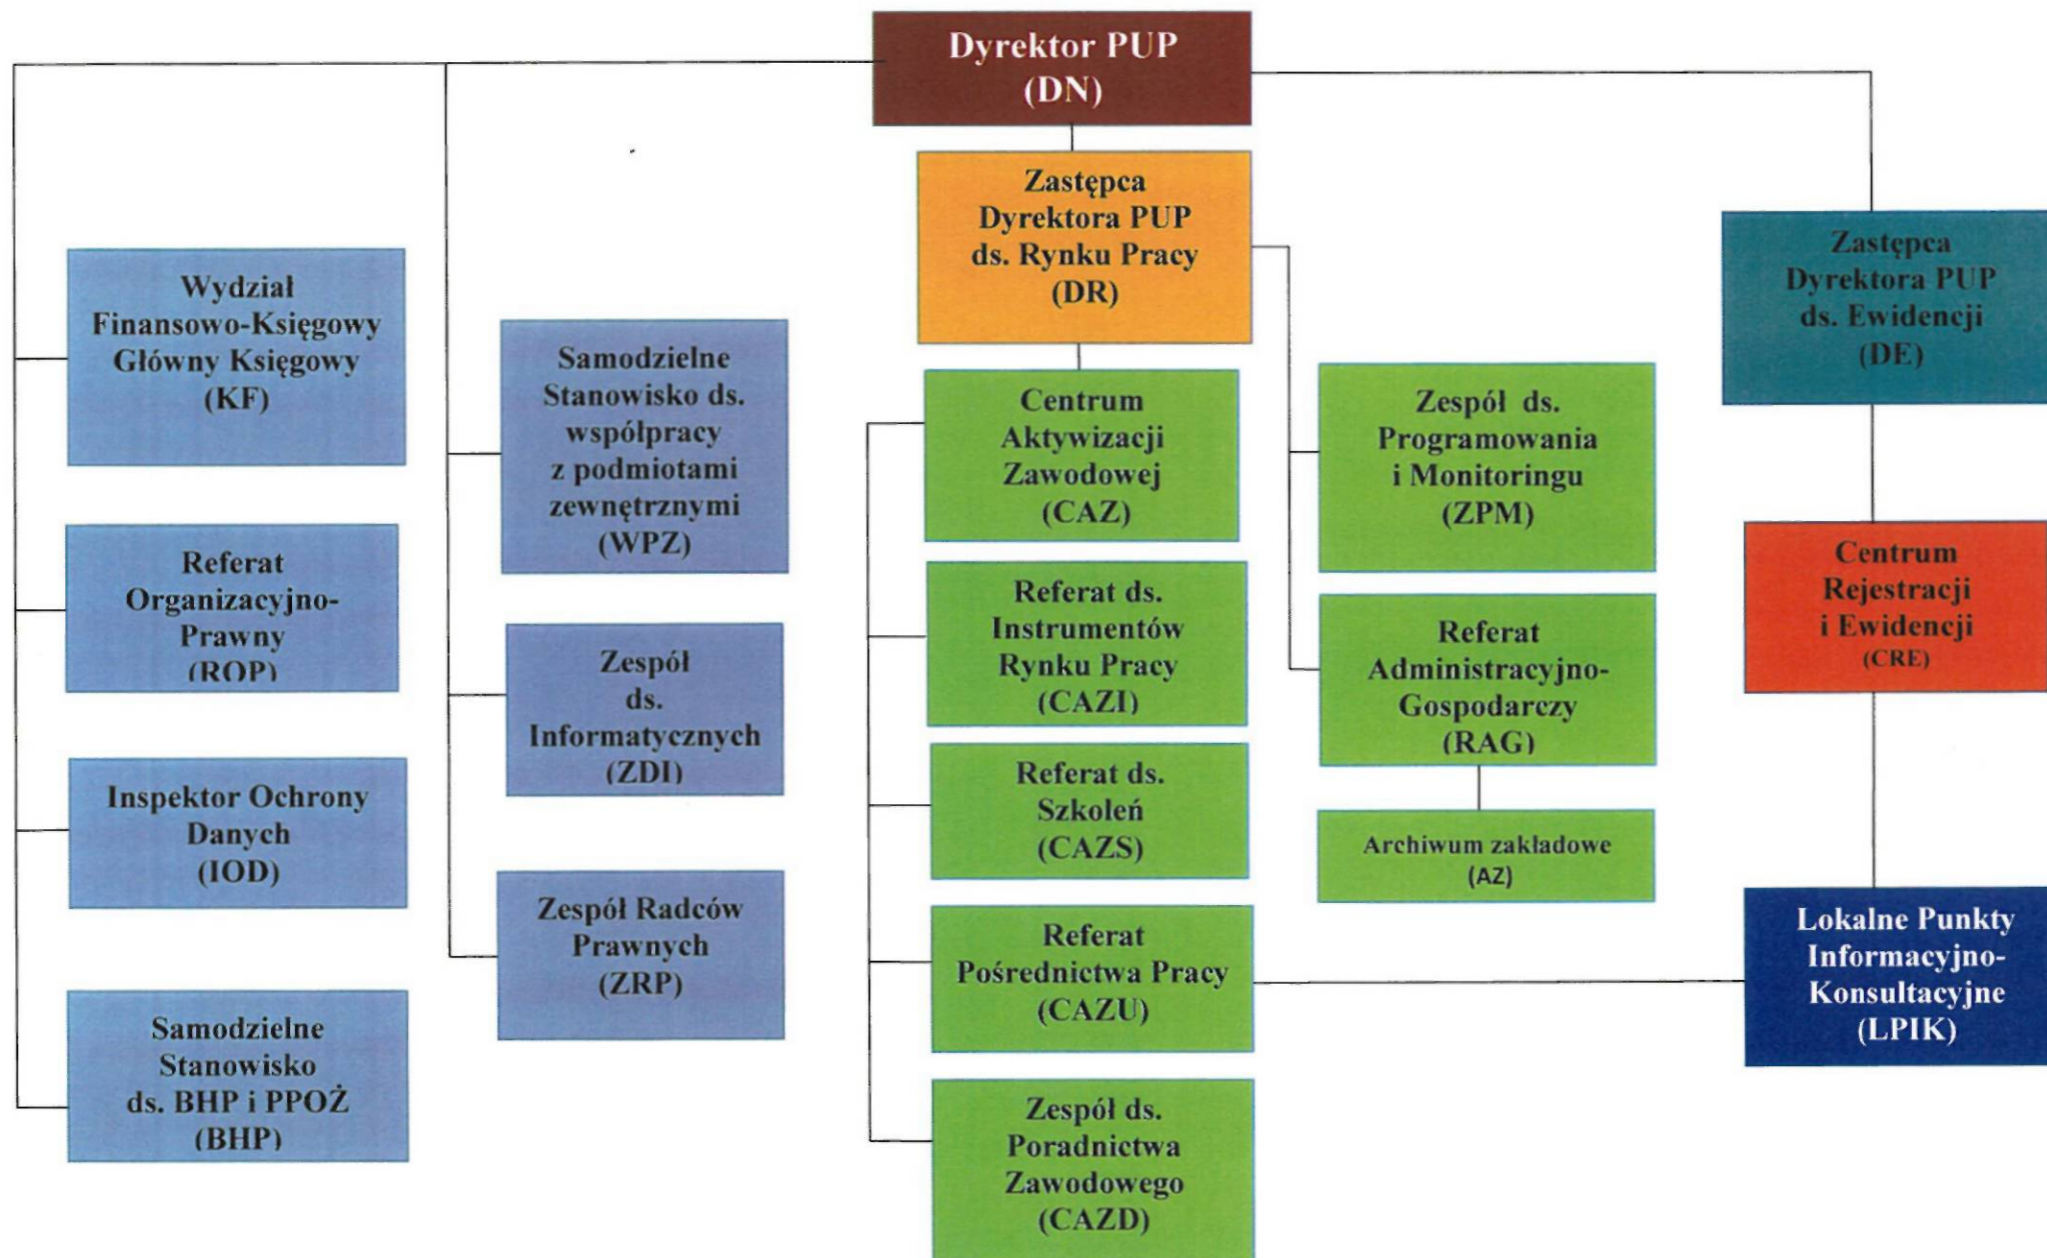 Dyrektor PUP
(DN)
Zastępca
Dyrektora PUP
ds. Rynku Pracy
(DR)
Zastępca
Dyrektora PUP
ds. Ewidencji
(DE)
Wydział
Finansowo-Księgowy
Główny Księgowy
(KF)
Referat
Organizacyjno-
Prawny
(ROP)
Inspektor Ochrony
Danych
(IOD)
Samodzielne
Stanowisko
ds. BHP i PPOŻ
(BHP)
Samodzielne
Stanowisko ds.
współpracy
z podmiotami
zewnętrznymi
(WPZ)
Zespół
ds.
Informatycznych
(ZDI)
Zespół Radców
Prawnych
(ZRP)
Centrum
Aktywizacji
Zawodowej
(CAZ)
Referat ds.
Instrumentów
Rynku Pracy
(CAZI)
Referat ds.
Szkoleń
(CAZS)
Referat
Pośrednictwa Pracy
(CAZU)
Zespół ds.
Poradnictwa
Zawodowego
(CAZD)
Zespół ds.
Programowania
i Monitoringu
(ZPM)
Referat
Administracyjno-
Gospodarczy
(RAG)
Archiwum zakładowe
(AZ)
Centrum
Rejestracji
i Ewidencji
(CRE)
Lokalne Punkty
Informacyjno-
Konsultacyjne
(LPIK)